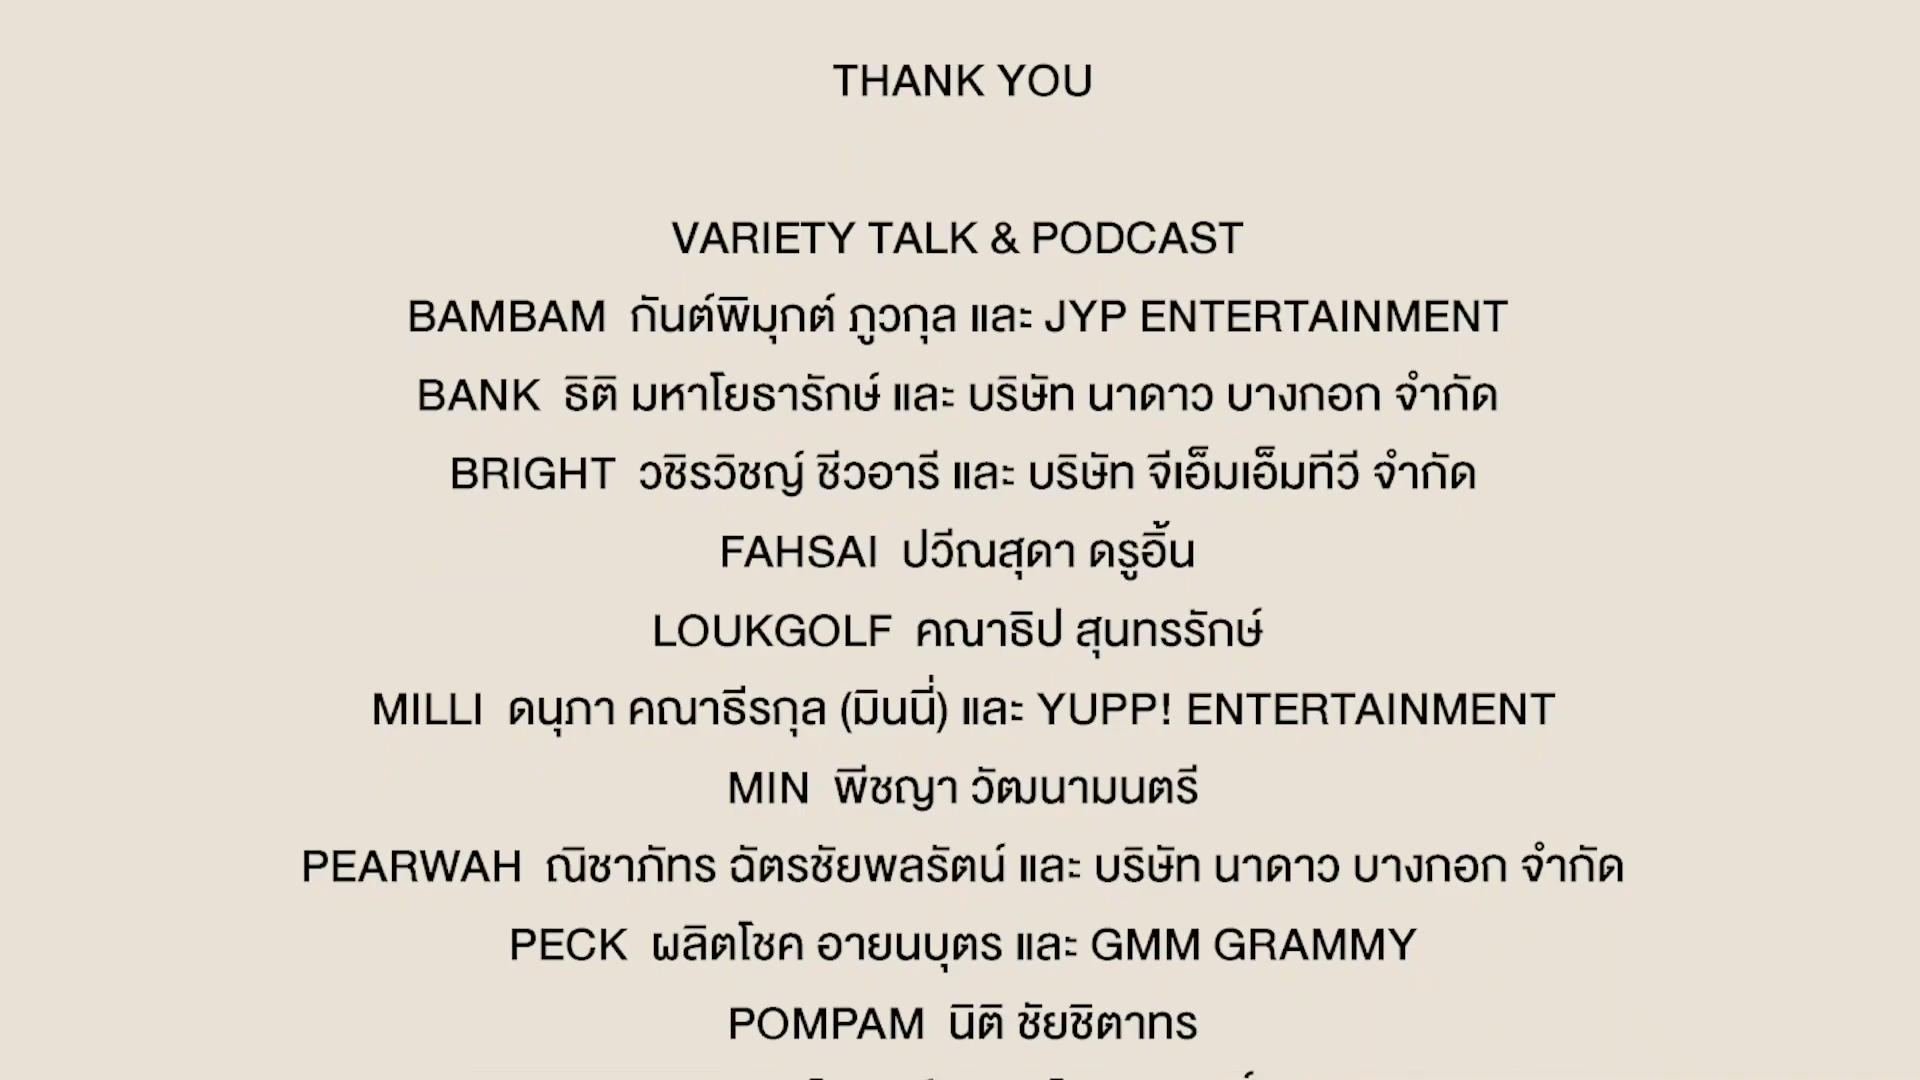 THANK YOU
VARIETY TALK & PODCAST
BAMBAM กันต์พิมุกต์ ภูวกุล และ JYP ENTERTAINMENT
BANK ธิติ มหาโยธารักษ์ และ บริษัท นาดาว บางกอก จำกัด
BRIGHT วชิรวิชญ์ ชีวอารี และ บริษัท จีเอ็มเอ็มทีวี จำกัด
FAHSAI ปวีณสุดา ดรูอิ้น
LOUKGOLF คณาธิป สุนทรรักษ์
MILLI ดนุภา คณาธีรกุล (มินนี่) และ YUPP! ENTERTAINMENT
MIN พีชญา วัฒนามนตรี
PEARWAH ณิชาภัทร ฉัตรชัยพลรัตน์ และ บริษัท นาดาว บางกอก จำกัด
PECK ผลิตโชค อายนบุตร และ GMM GRAMMY
POMPAM นิติ ชัยชิตาทร